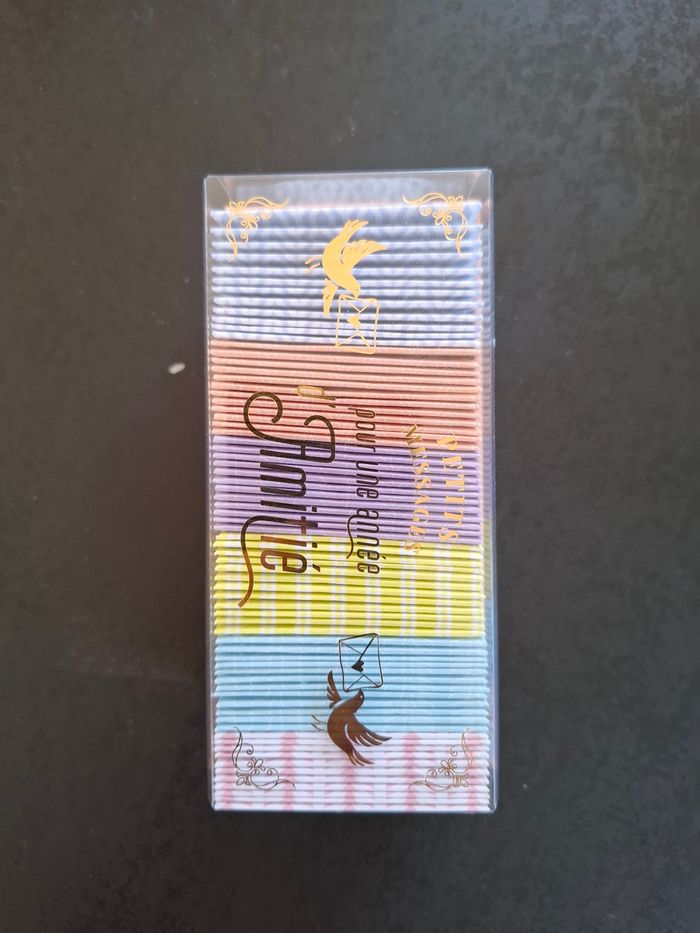 PETITS
MESSAGES
pour une année
d'Amitié